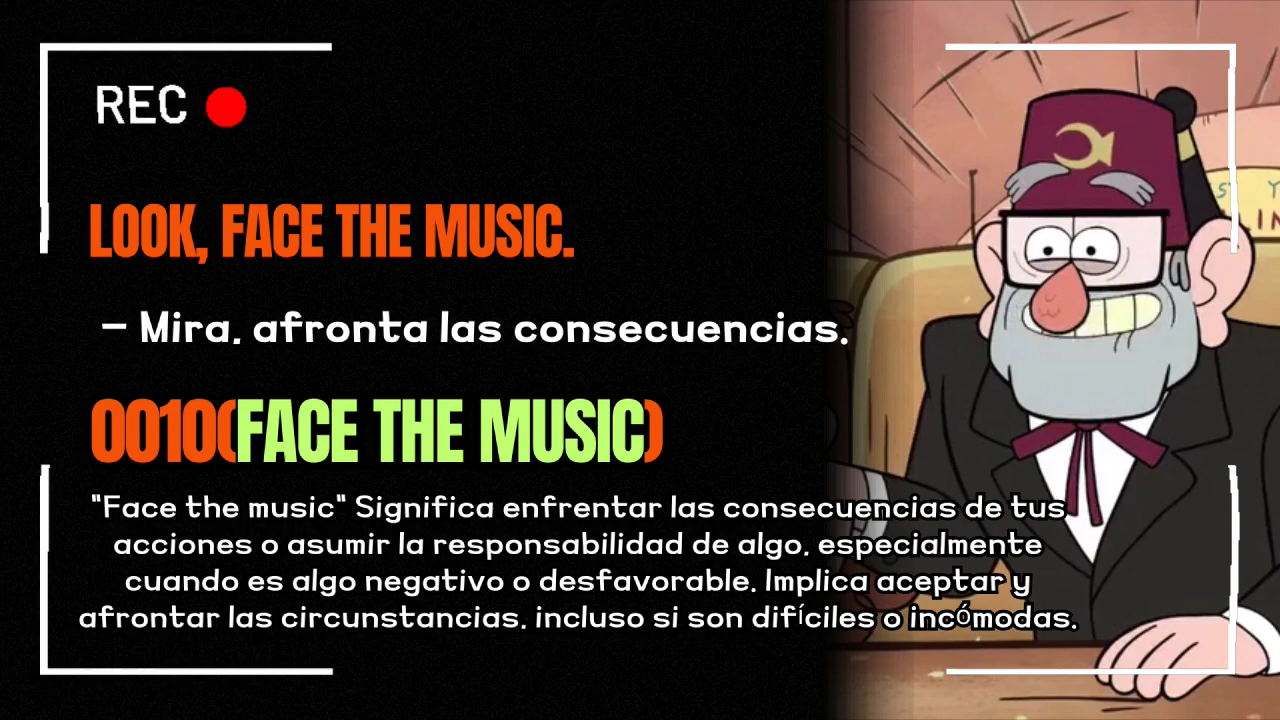 REC
LOOK, FACE THE MUSIC.
– Mira, afronta las consecuencias.
0010(FACE THE MUSIC)
"Face the music" Significa enfrentar las consecuencias de tus
acciones o asumir la responsabilidad de algo, especialmente
cuando es algo negativo o desfavorable. Implica aceptar y
afrontar las circunstancias, incluso si son difíciles o incómodas.